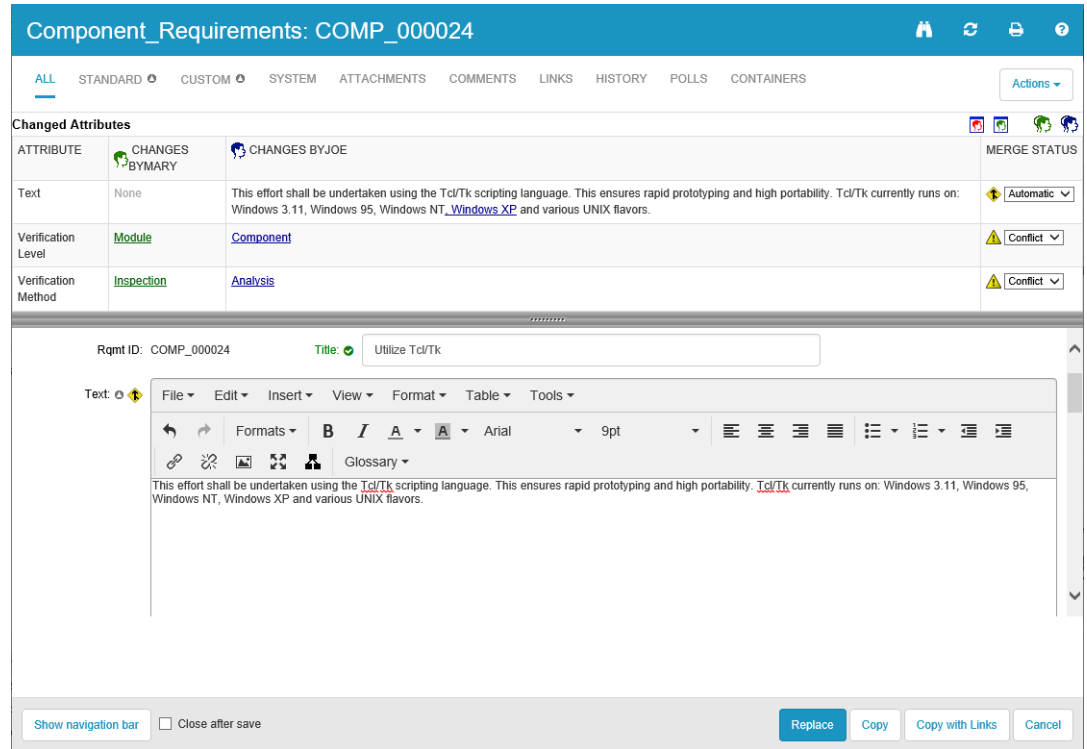 Component_Requirements: COMP_000024
ALL STANDARD CUSTOM SYSTEM ATTACHMENTS COMMENTS LINKS HISTORY POLLS CONTAINERS Actions
Changed Attributes
ATTRIBUTE CHANGES BYMARY CHANGES BYJOE MERGE STATUS
Text None This effort shall be undertaken using the Tcl/Tk scripting language. This ensures rapid prototyping and high portability. Tcl/Tk currently runs on: Automatic
Windows 3.11, Windows 95, Windows NT, Windows XP and various UNIX flavors.
Verification Module Component Conflict
Level
Verification Inspection Analysis Conflict
Method
Rqmt ID: COMP_000024 Title: Utilize Tcl/Tk
Text: File Edit Insert View Format Table Tools
Formats B I A A Arial 9pt
Glossary
This effort shall be undertaken using the Tcl/Tk scripting language. This ensures rapid prototyping and high portability. Tcl/Tk currently runs on: Windows 3.11, Windows 95,
Windows NT, Windows XP and various UNIX flavors.
Show navigation bar Close after save Replace Copy Copy with Links Cancel